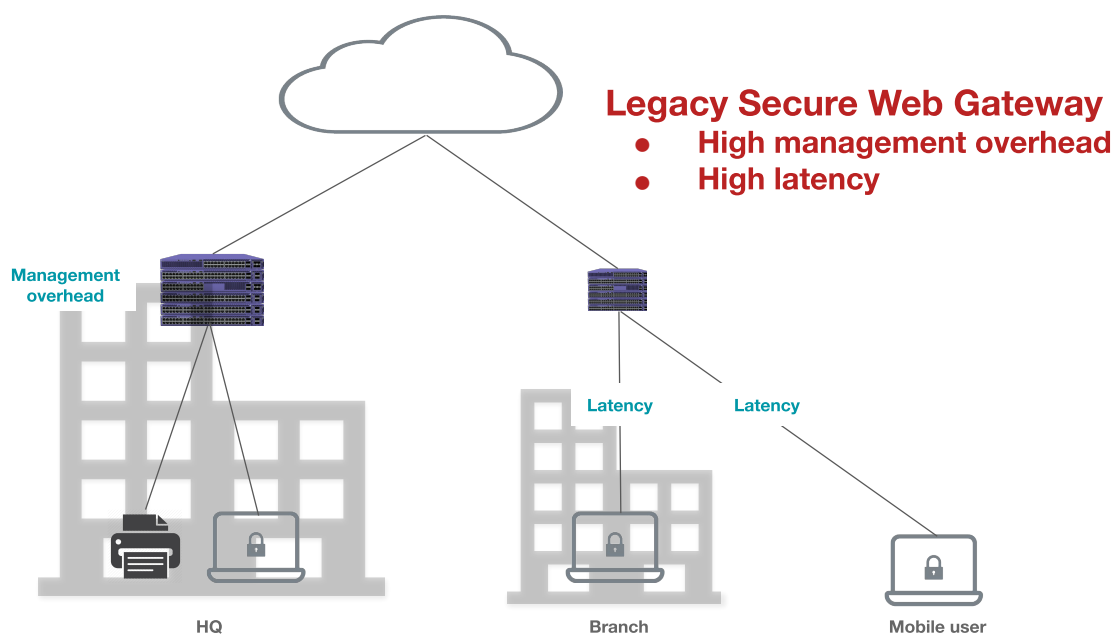 Legacy Secure Web Gateway
● High management overhead
● High latency
Management
overhead
Latency
Latency
HQ
Branch
Mobile user